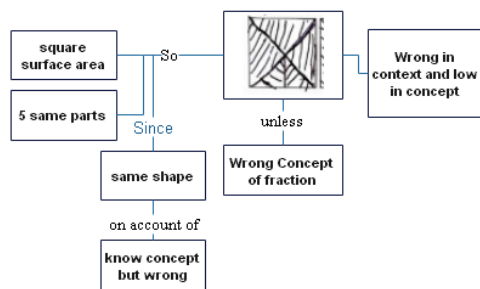 square
surface area
So
Wrong in
context and low
in concept
5 same parts
Since
unless
same shape
Wrong Concept
of fraction
on account of
know concept
but wrong